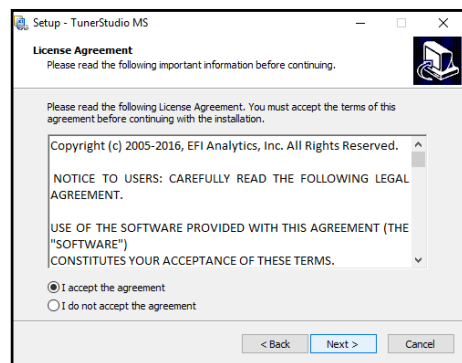 Setup - TunerStudio MS
License Agreement
Please read the following important information before continuing.
Please read the following License Agreement. You must accept the terms of this
agreement before continuing with the installation.
Copyright (c) 2005-2016, EFI Analytics, Inc. All Rights Reserved.
NOTICE TO USERS: CAREFULLY READ THE FOLLOWING LEGAL
AGREEMENT.
USE OF THE SOFTWARE PROVIDED WITH THIS AGREEMENT (THE
"SOFTWARE")
CONSTITUTES YOUR ACCEPTANCE OF THESE TERMS.
I accept the agreement
I do not accept the agreement
< Back Next > Cancel